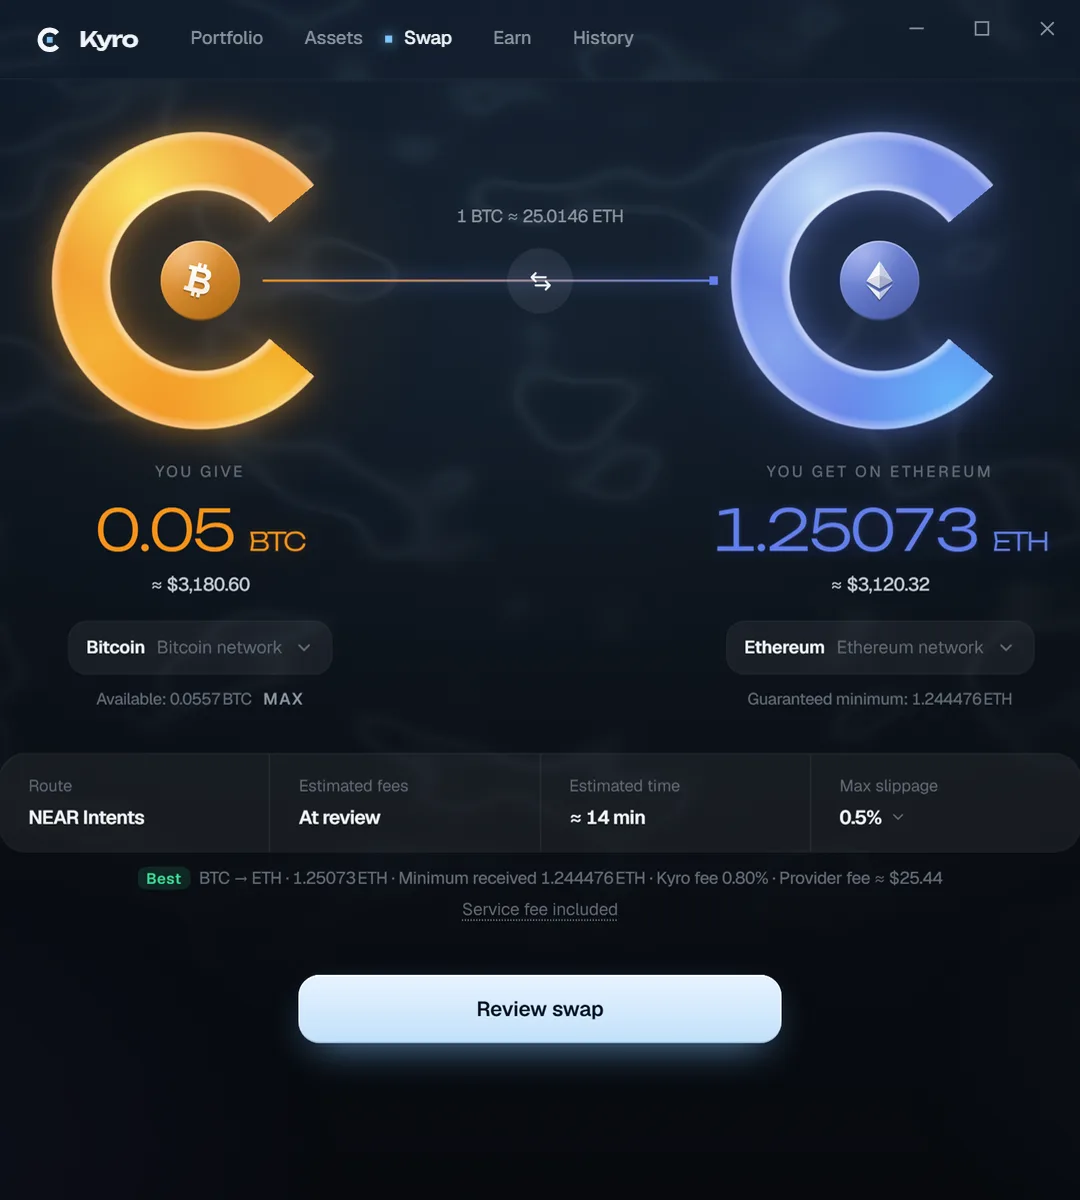 Kyro Portfolio Assets Swap Earn History
1 BTC ≈ 25.0146 ETH
YOU GIVE
0.05 BTC
≈ $3,180.60
Bitcoin Bitcoin network
Available: 0.0557 BTC MAX
YOU GET ON ETHEREUM
1.25073 ETH
≈ $3,120.32
Ethereum Ethereum network
Guaranteed minimum: 1.244476 ETH
Route
NEAR Intents
Estimated fees
At review
Estimated time
≈ 14 min
Max slippage
0.5%
Best BTC → ETH · 1.25073 ETH · Minimum received 1.244476 ETH · Kyro fee 0.80% · Provider fee ≈ $25.44
Service fee included
Review swap